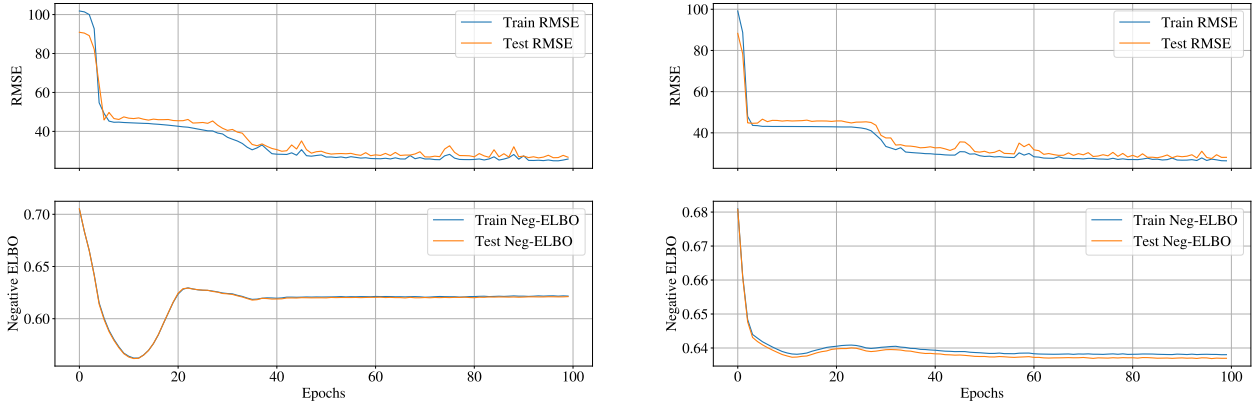 100
80
60
40
RMSE
Train RMSE
Test RMSE
0.70
0.65
0.60
Negative ELBO
Train Neg-ELBO
Test Neg-ELBO
0
20
40
60
80
100
Epochs
100
80
60
40
RMSE
Train RMSE
Test RMSE
0.68
0.67
0.66
0.65
0.64
Negative ELBO
Train Neg-ELBO
Test Neg-ELBO
0
20
40
60
80
100
Epochs